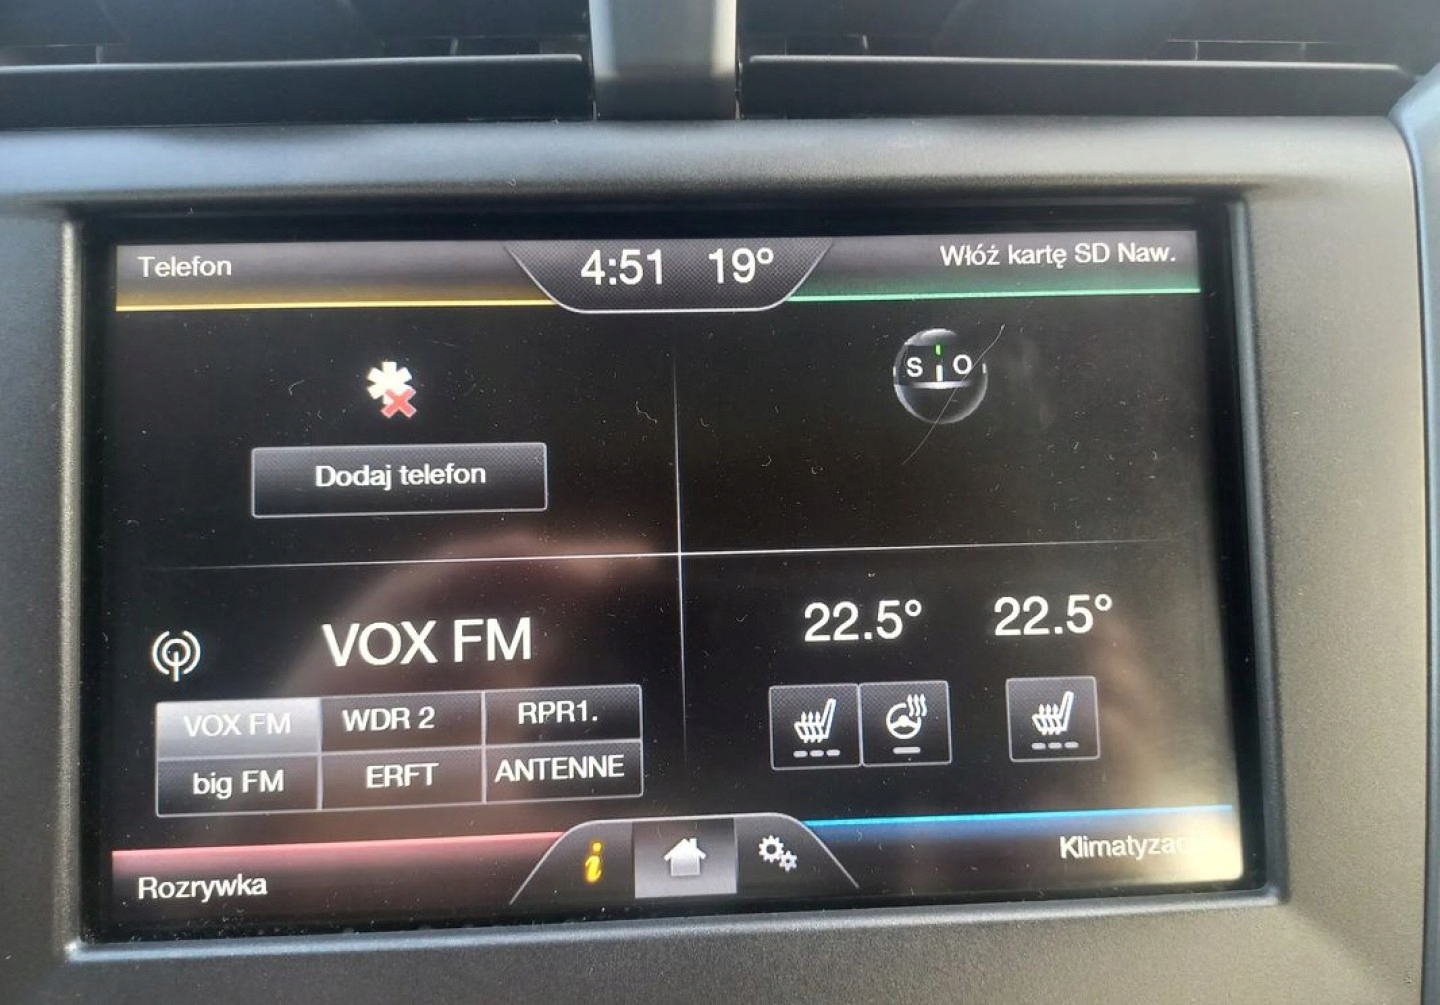 Telefon
4:51 19°
Włóż kartę SD Naw.
S O
Dodaj telefon
VOX FM
22.5° 22.5°
VOX FM WDR 2 RPR1.
big FM ERFT ANTENNE
i
Rozrywka